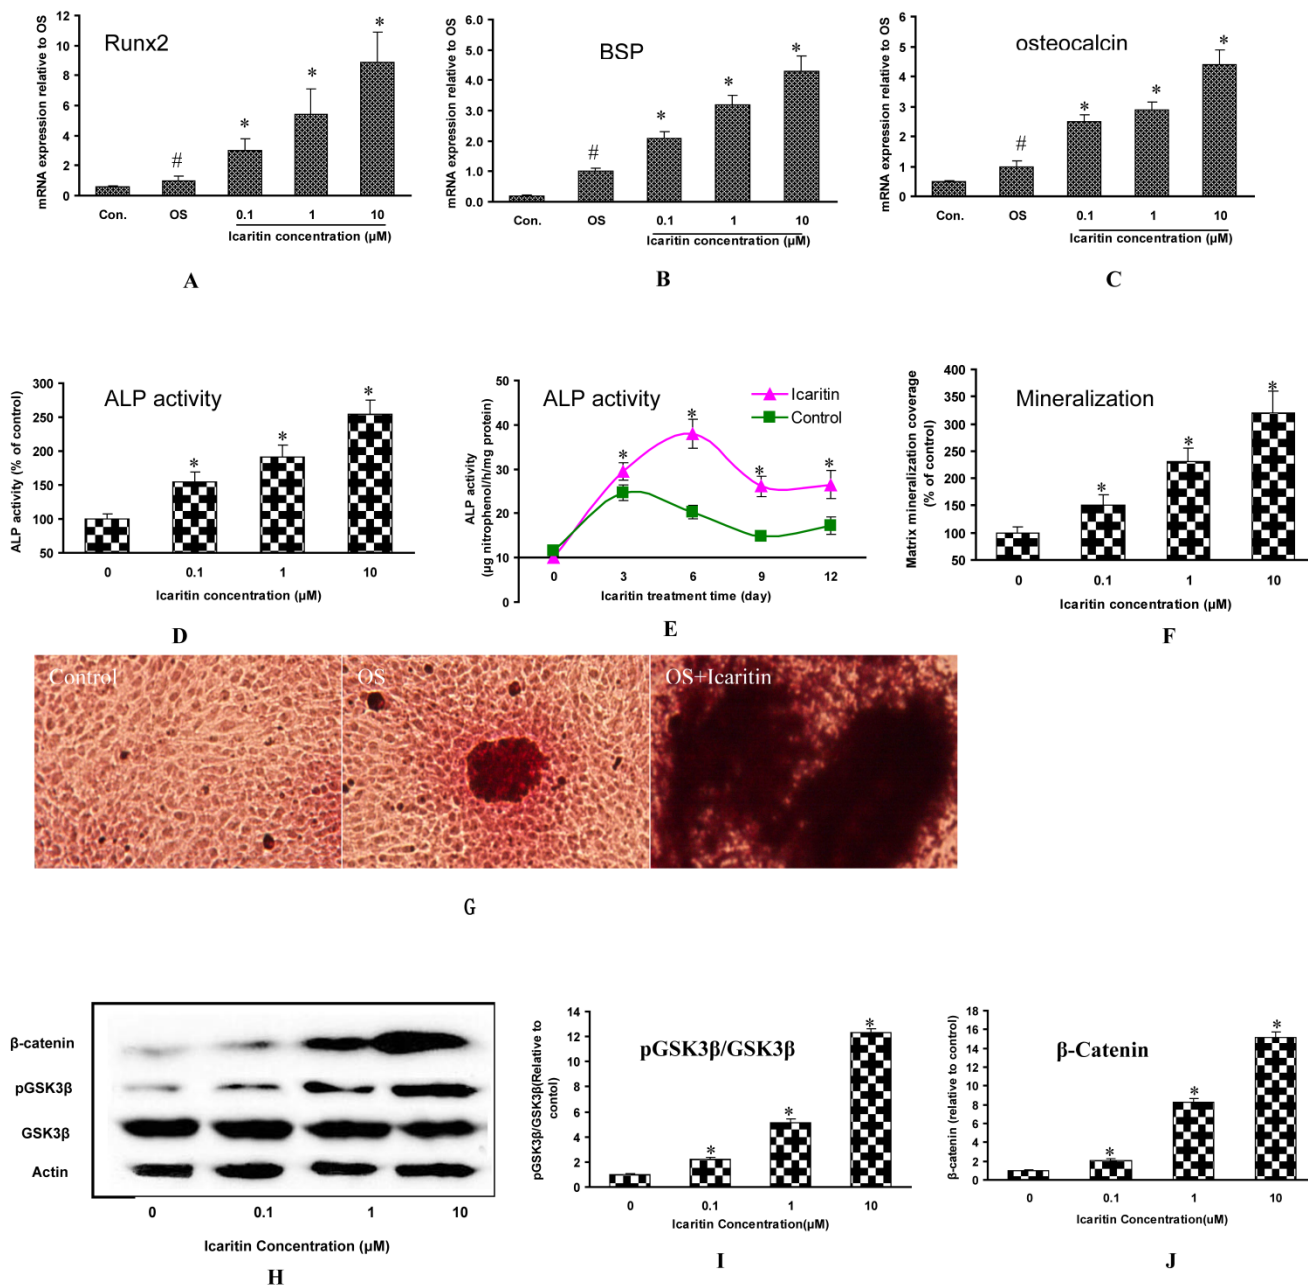 Runx2
mRNA expression relative to OS
12
10
8
6
4
2
0
#
*
*
*
Con. OS 0.1 1 10
Icaritin concentration (µM)
A
BSP
mRNA expression relative to OS
6.0
5.0
4.0
3.0
2.0
1.0
0.0
#
*
*
*
Con. OS 0.1 1 10
Icaritin concentration (µM)
B
osteocalcin
mRNA expression relative to OS
6
5
4
3
2
1
0
#
*
*
*
Con. OS 0.1 1 10
Icaritin concentration (µM)
C
ALP activity
ALP activity (% of control)
300
250
200
150
100
50
*
*
*
0 0.1 1 10
Icaritin concentration (µM)
D
ALP activity
Icaritin
Control
ALP activity
(µg nitrophenol//mg protein)
50
40
30
20
10
0
*
*
*
*
0 3 6 9 12
Icaritin treatment time (day)
E
Mineralization
Matrix mineralization coverage
(% of control)
400
350
300
250
200
150
100
50
*
*
*
0 0.1 1 10
Icaritin concentration (µM)
F
Control
OS
OS+Icaritin
G
β-catenin
pGSK3β
GSK3β
Actin
0 0.1 1 10
Icaritin Concentration (µM)
H
pGSK3β/GSK3β
pGSK3β/GSK3β(Relative to
control)
14
12
10
8
6
4
2
0
*
*
*
0 0.1 1 10
Icaritin Concentration(µM)
I
β-Catenin
β-catenin (relative to control)
18
16
14
12
10
8
6
4
2
0
*
*
*
0 0.1 1 10
Icaritin Concentration(uM)
J